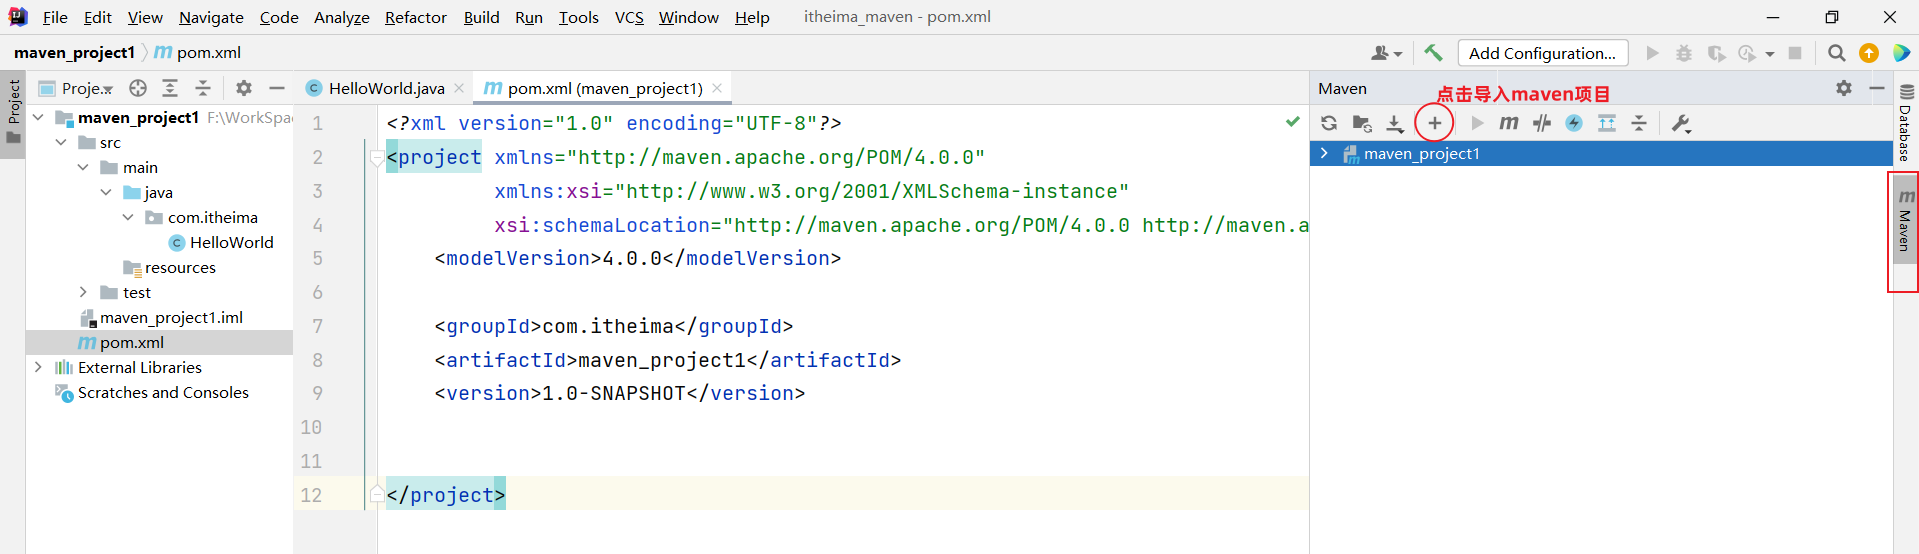 File Edit View Navigate Code Analyze Refactor Build Run Tools VCS Window Help itheima_maven - pom.xml
maven_project1 pom.xml Add Configuration...
Project
Proje...
HelloWorld.java pom.xml (maven_project1)
Maven
点击导入maven项目
maven_project1 F:\WorkSpac
src
main
java
com.itheima
HelloWorld
resources
test
maven_project1.iml
pom.xml
External Libraries
Scratches and Consoles
1 <?xml version="1.0" encoding="UTF-8"?>
2 <project xmlns="http://maven.apache.org/POM/4.0.0"
3 xmlns:xsi="http://www.w3.org/2001/XMLSchema-instance"
4 xsi:schemaLocation="http://maven.apache.org/POM/4.0.0 http://maven.a
5 <modelVersion>4.0.0</modelVersion>
6
7 <groupId>com.itheima</groupId>
8 <artifactId>maven_project1</artifactId>
9 <version>1.0-SNAPSHOT</version>
10
11
12 </project>
maven_project1
Database
Maven